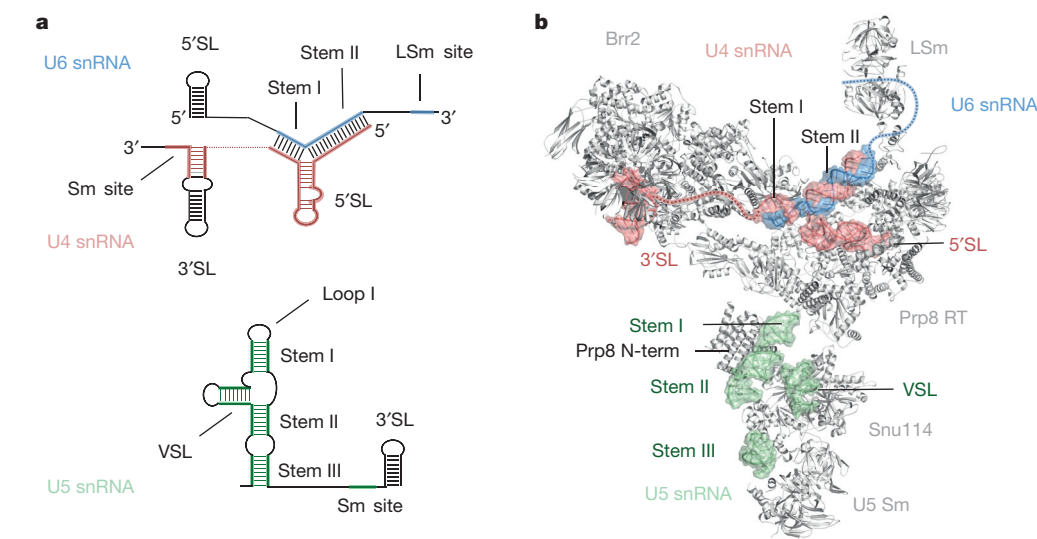 a
5′SL
U6 snRNA
Stem II
LSm site
Stem I
5′
5′
3′
3′
Sm site
5′SL
U4 snRNA
3′SL
Loop I
Stem I
Stem II
3′SL
VSL
Stem III
U5 snRNA
Sm site
b
Brr2
U4 snRNA
LSm
U6 snRNA
Stem I
Stem II
3′SL
5′SL
Prp8 RT
Stem I
Prp8 N-term
Stem II
VSL
Snu114
Stem III
U5 snRNA
U5 Sm